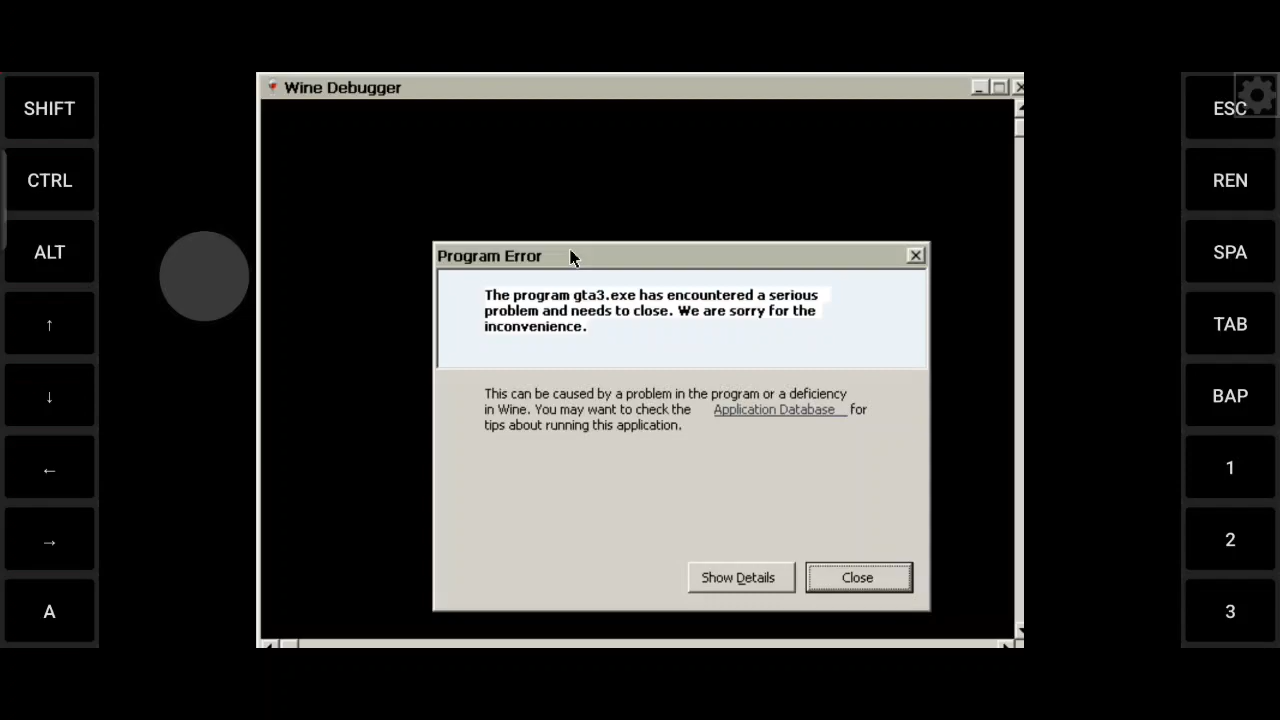 Wine Debugger
SHIFT
CTRL
ALT
↑
↓
←
→
A
Program Error
The program gta3.exe has encountered a serious
problem and needs to close. We are sorry for the
inconvenience.
This can be caused by a problem in the program or a deficiency
in Wine. You may want to check the Application Database for
tips about running this application.
Show Details
Close
ESC
REN
SPA
TAB
BAP
1
2
3